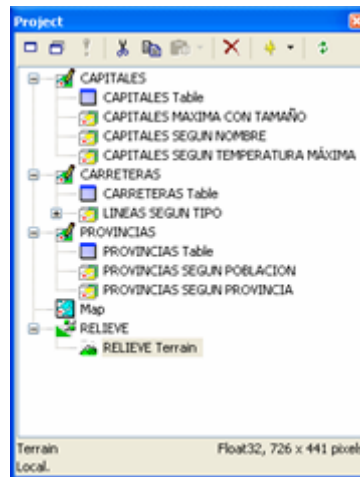 Project
CAPITALES
CAPITALES Table
CAPITALES MAXIMA CON TAMAÑO
CAPITALES SEGUN NOMBRE
CAPITALES SEGUN TEMPERATURA MÁXIMA
CARRETERAS
CARRETERAS Table
LINEAS SEGUN TIPO
PROVINCIAS
PROVINCIAS Table
PROVINCIAS SEGUN POBLACION
PROVINCIAS SEGUN PROVINCIA
Map
RELIEVE
RELIEVE Terrain
Terrain Float32, 726 x 441 pixels
Local.